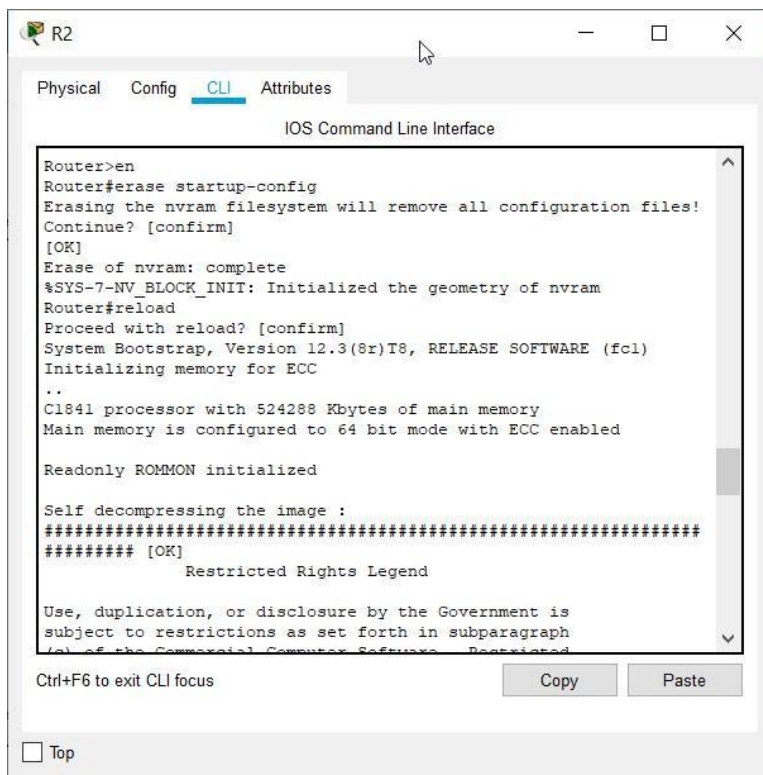 R2
Physical Config CLI Attributes
IOS Command Line Interface
Router>en
Router#erase startup-config
Erasing the nvram filesystem will remove all configuration files!
Continue? [confirm]
[OK]
Erase of nvram: complete
%SYS-7-NV_BLOCK_INIT: Initialized the geometry of nvram
Router#reload
Proceed with reload? [confirm]
System Bootstrap, Version 12.3(8r)T8, RELEASE SOFTWARE (fc1)
Initializing memory for ECC
..
C1841 processor with 524288 Kbytes of main memory
Main memory is configured to 64 bit mode with ECC enabled
Readonly ROMMON initialized
Self decompressing the image :
#################################################################
######### [OK]
Restricted Rights Legend
Use, duplication, or disclosure by the Government is
subject to restrictions as set forth in subparagraph
(c) of the Commercial Computer Software - Restricted
Ctrl+F6 to exit CLI focus
Copy Paste
Top